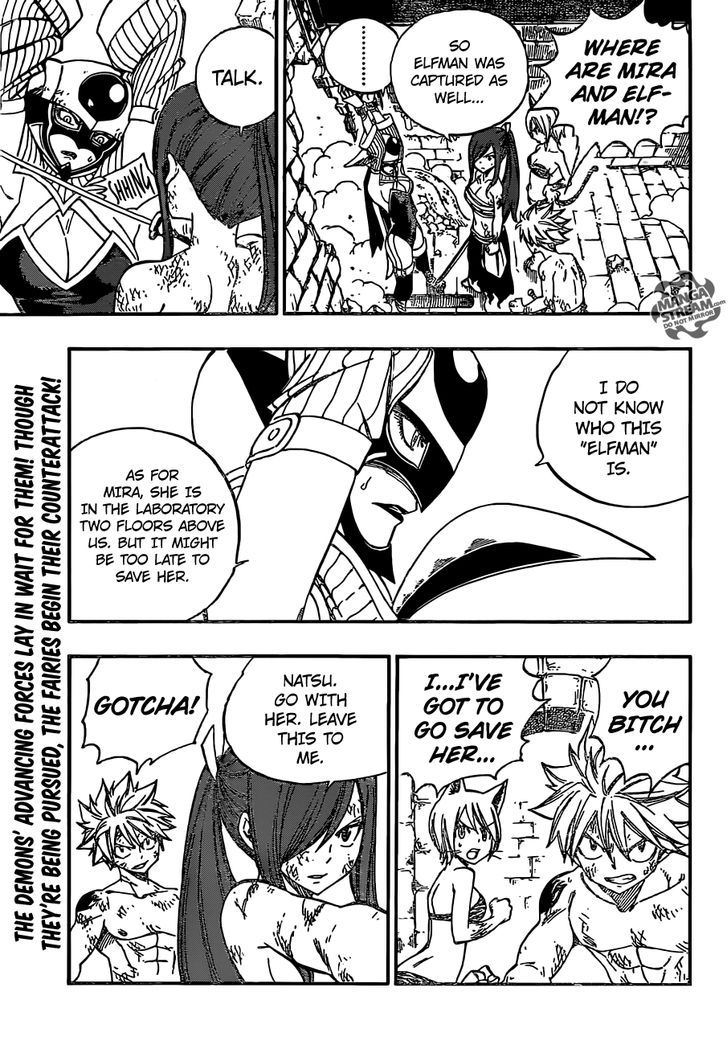 WHERE
ARE MIRA
AND ELF-
MAN!?
SO
ELFMAN WAS
CAPTURED AS
WELL...
.........
TALK.
SHHING
MANGA
STREAM.com
DO NOT MIRROR
I DO
NOT KNOW
WHO THIS
"ELFMAN"
IS.
AS FOR
MIRA, SHE IS
IN THE LABORATORY
TWO FLOORS ABOVE
US. BUT IT MIGHT
BE TOO LATE TO
SAVE HER.
YOU
BITCH
...
I...I'VE
GOT TO
GO SAVE
HER...
NATSU.
GO WITH
HER. LEAVE
THIS TO
ME.
GOTCHA!
THE DEMONS' ADVANCING FORCES LAY IN WAIT FOR THEM! THOUGH
THEY'RE BEING PURSUED, THE FAIRIES BEGIN THEIR COUNTERATTACK!